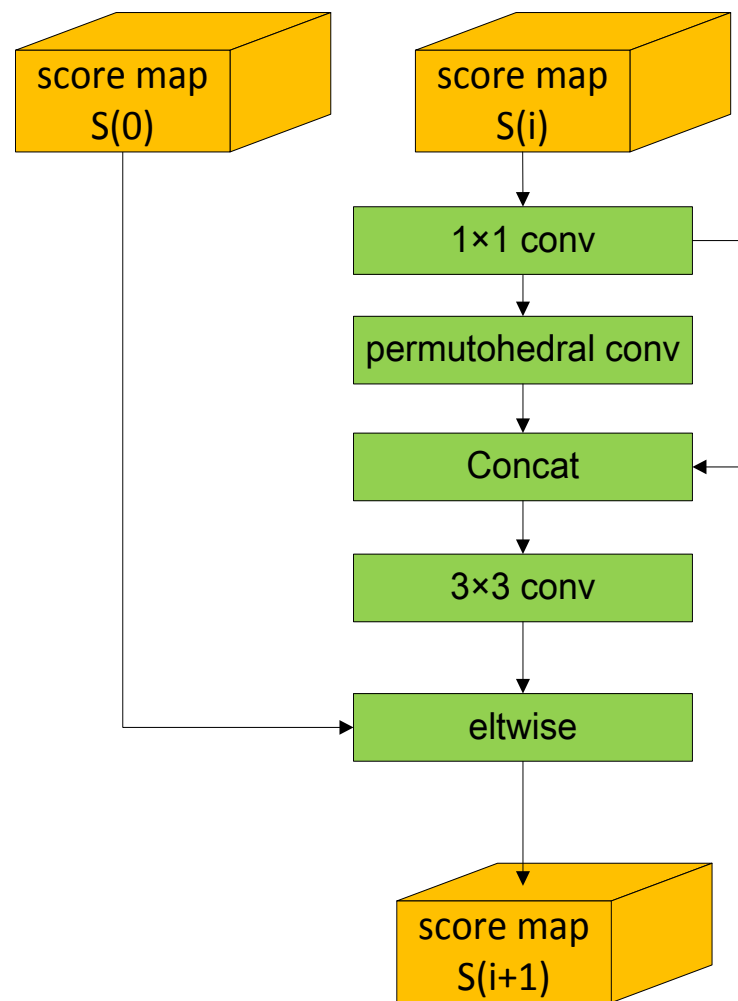 score map
S(0)
score map
S(i)
1×1 conv
permutohedral conv
Concat
3×3 conv
eltwise
score map
S(i+1)